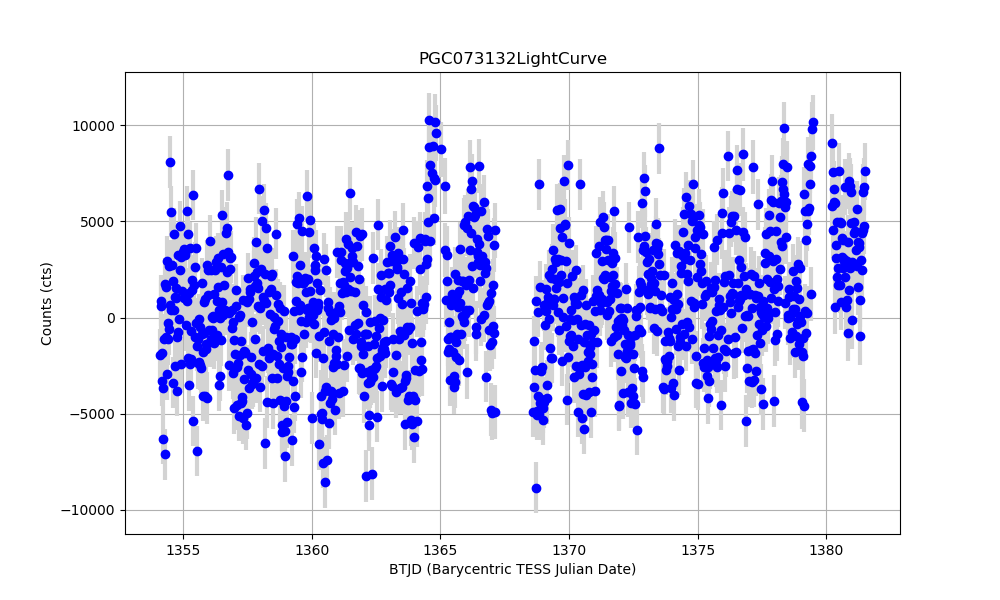 PGC073132LightCurve
10000
5000
0
−5000
−10000
Counts (cts)
1355 1360 1365 1370 1375 1380
BTJD (Barycentric TESS Julian Date)